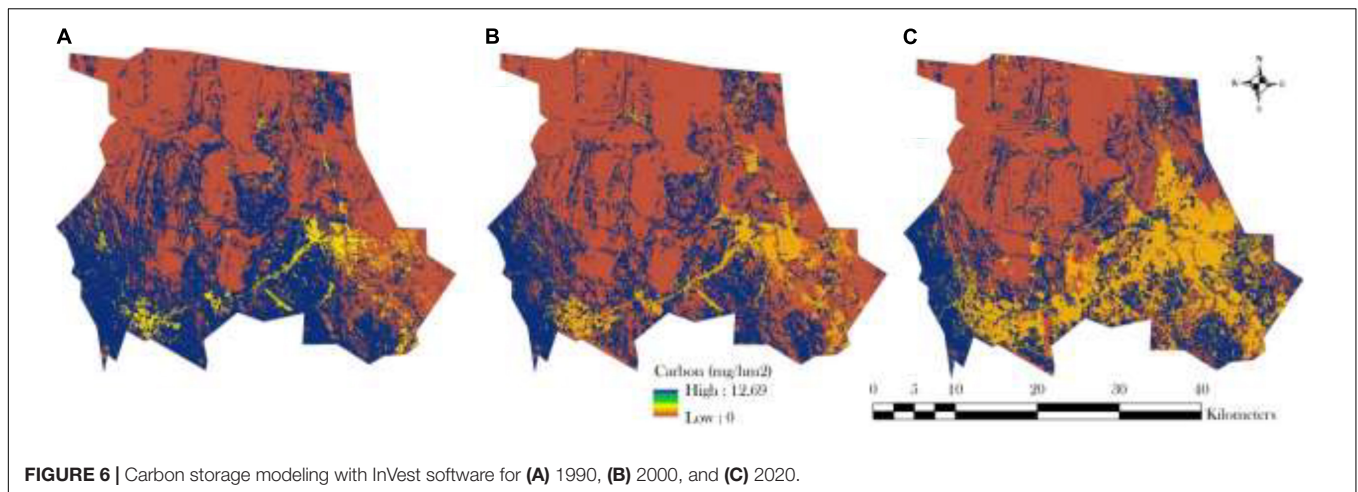 A
B
C
N
E
S
Carbon (mg/hm2)
High : 12.69
Low : 0
0 5 10 20 30 40
Kilometers
FIGURE 6 | Carbon storage modeling with InVest software for (A) 1990, (B) 2000, and (C) 2020.